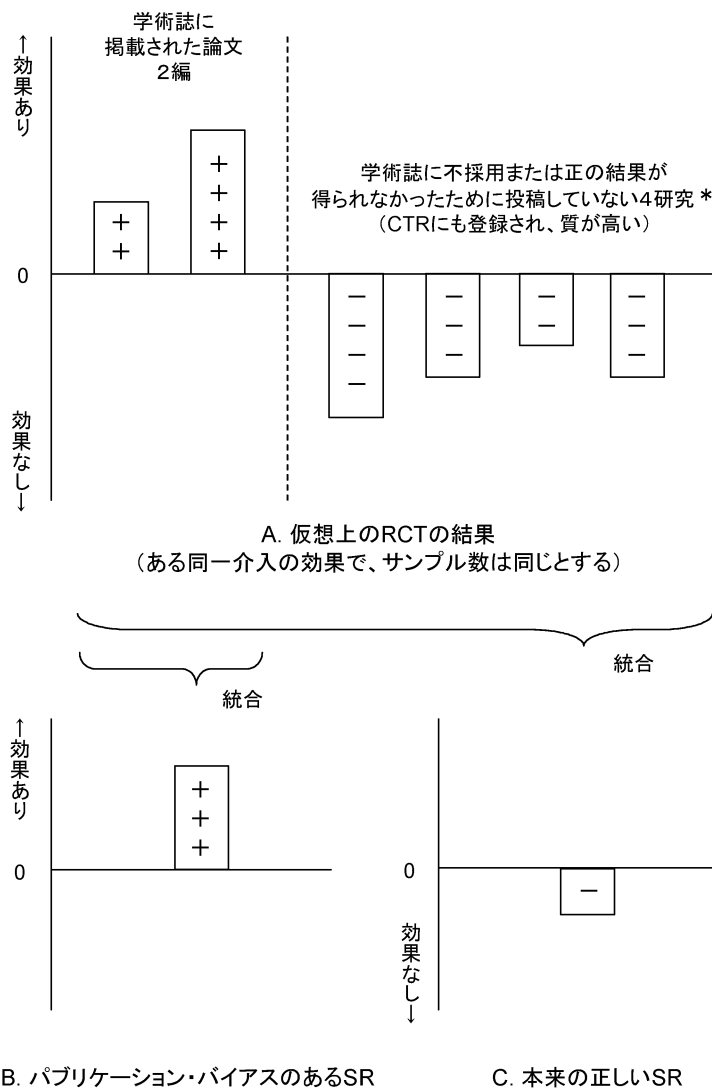 学術誌に
掲載された論文
2編
↑効果あり
学術誌に不採用または正の結果が
得られなかったために投稿していない4研究*
(CTRにも登録され、質が高い)
+
+
+
+
+
+
0
−
−
−
−
−
−
−
−
−
−
−
−
効果なし↓
A. 仮想上のRCTの結果
(ある同一介入の効果で、サンプル数は同じとする)
統合
統合
↑効果あり
+
+
+
0
0
−
効果なし↓
B. パブリケーション・バイアスのあるSR
C. 本来の正しいSR